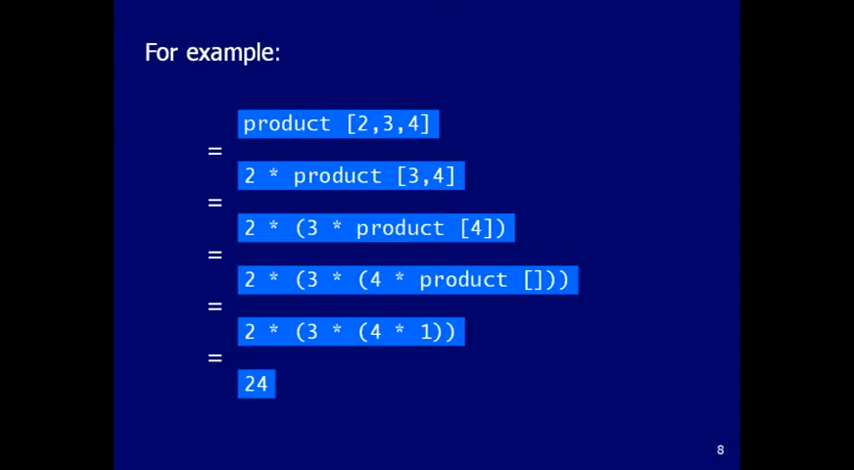 For example:
product [2,3,4]
=
2 * product [3,4]
=
2 * (3 * product [4])
=
2 * (3 * (4 * product []))
=
2 * (3 * (4 * 1))
=
24
8